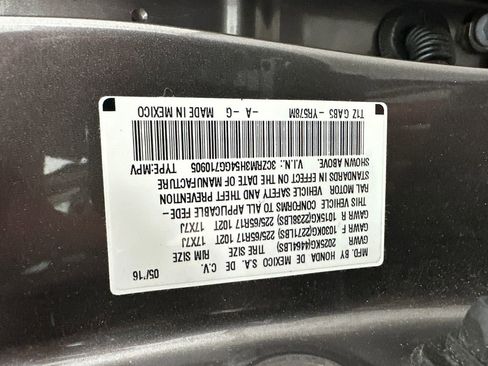 MFD. BY HONDA DE MEXICO S.A. DE C.V. 05/'16
GVWR 2025KG(4464LBS) TIRE SIZE RIM SIZE
GAWR F 1030KG(2271LBS) 225/65R17 102T 17X7J
GAWR R 1015KG(2238LBS) 225/65R17 102T 17X7J
THIS VEHICLE CONFORMS TO ALL APPLICABLE FEDE-
RAL MOTOR VEHICLE SAFETY AND THEFT PREVENTION
STANDARDS IN EFFECT ON THE DATE OF MANUFACTURE
SHOWN ABOVE. V.I.N.: 3CZRM3H54GG710905 TYPE:MPV
T1Z G ABS -YR578M -A -G MADE IN MEXICO